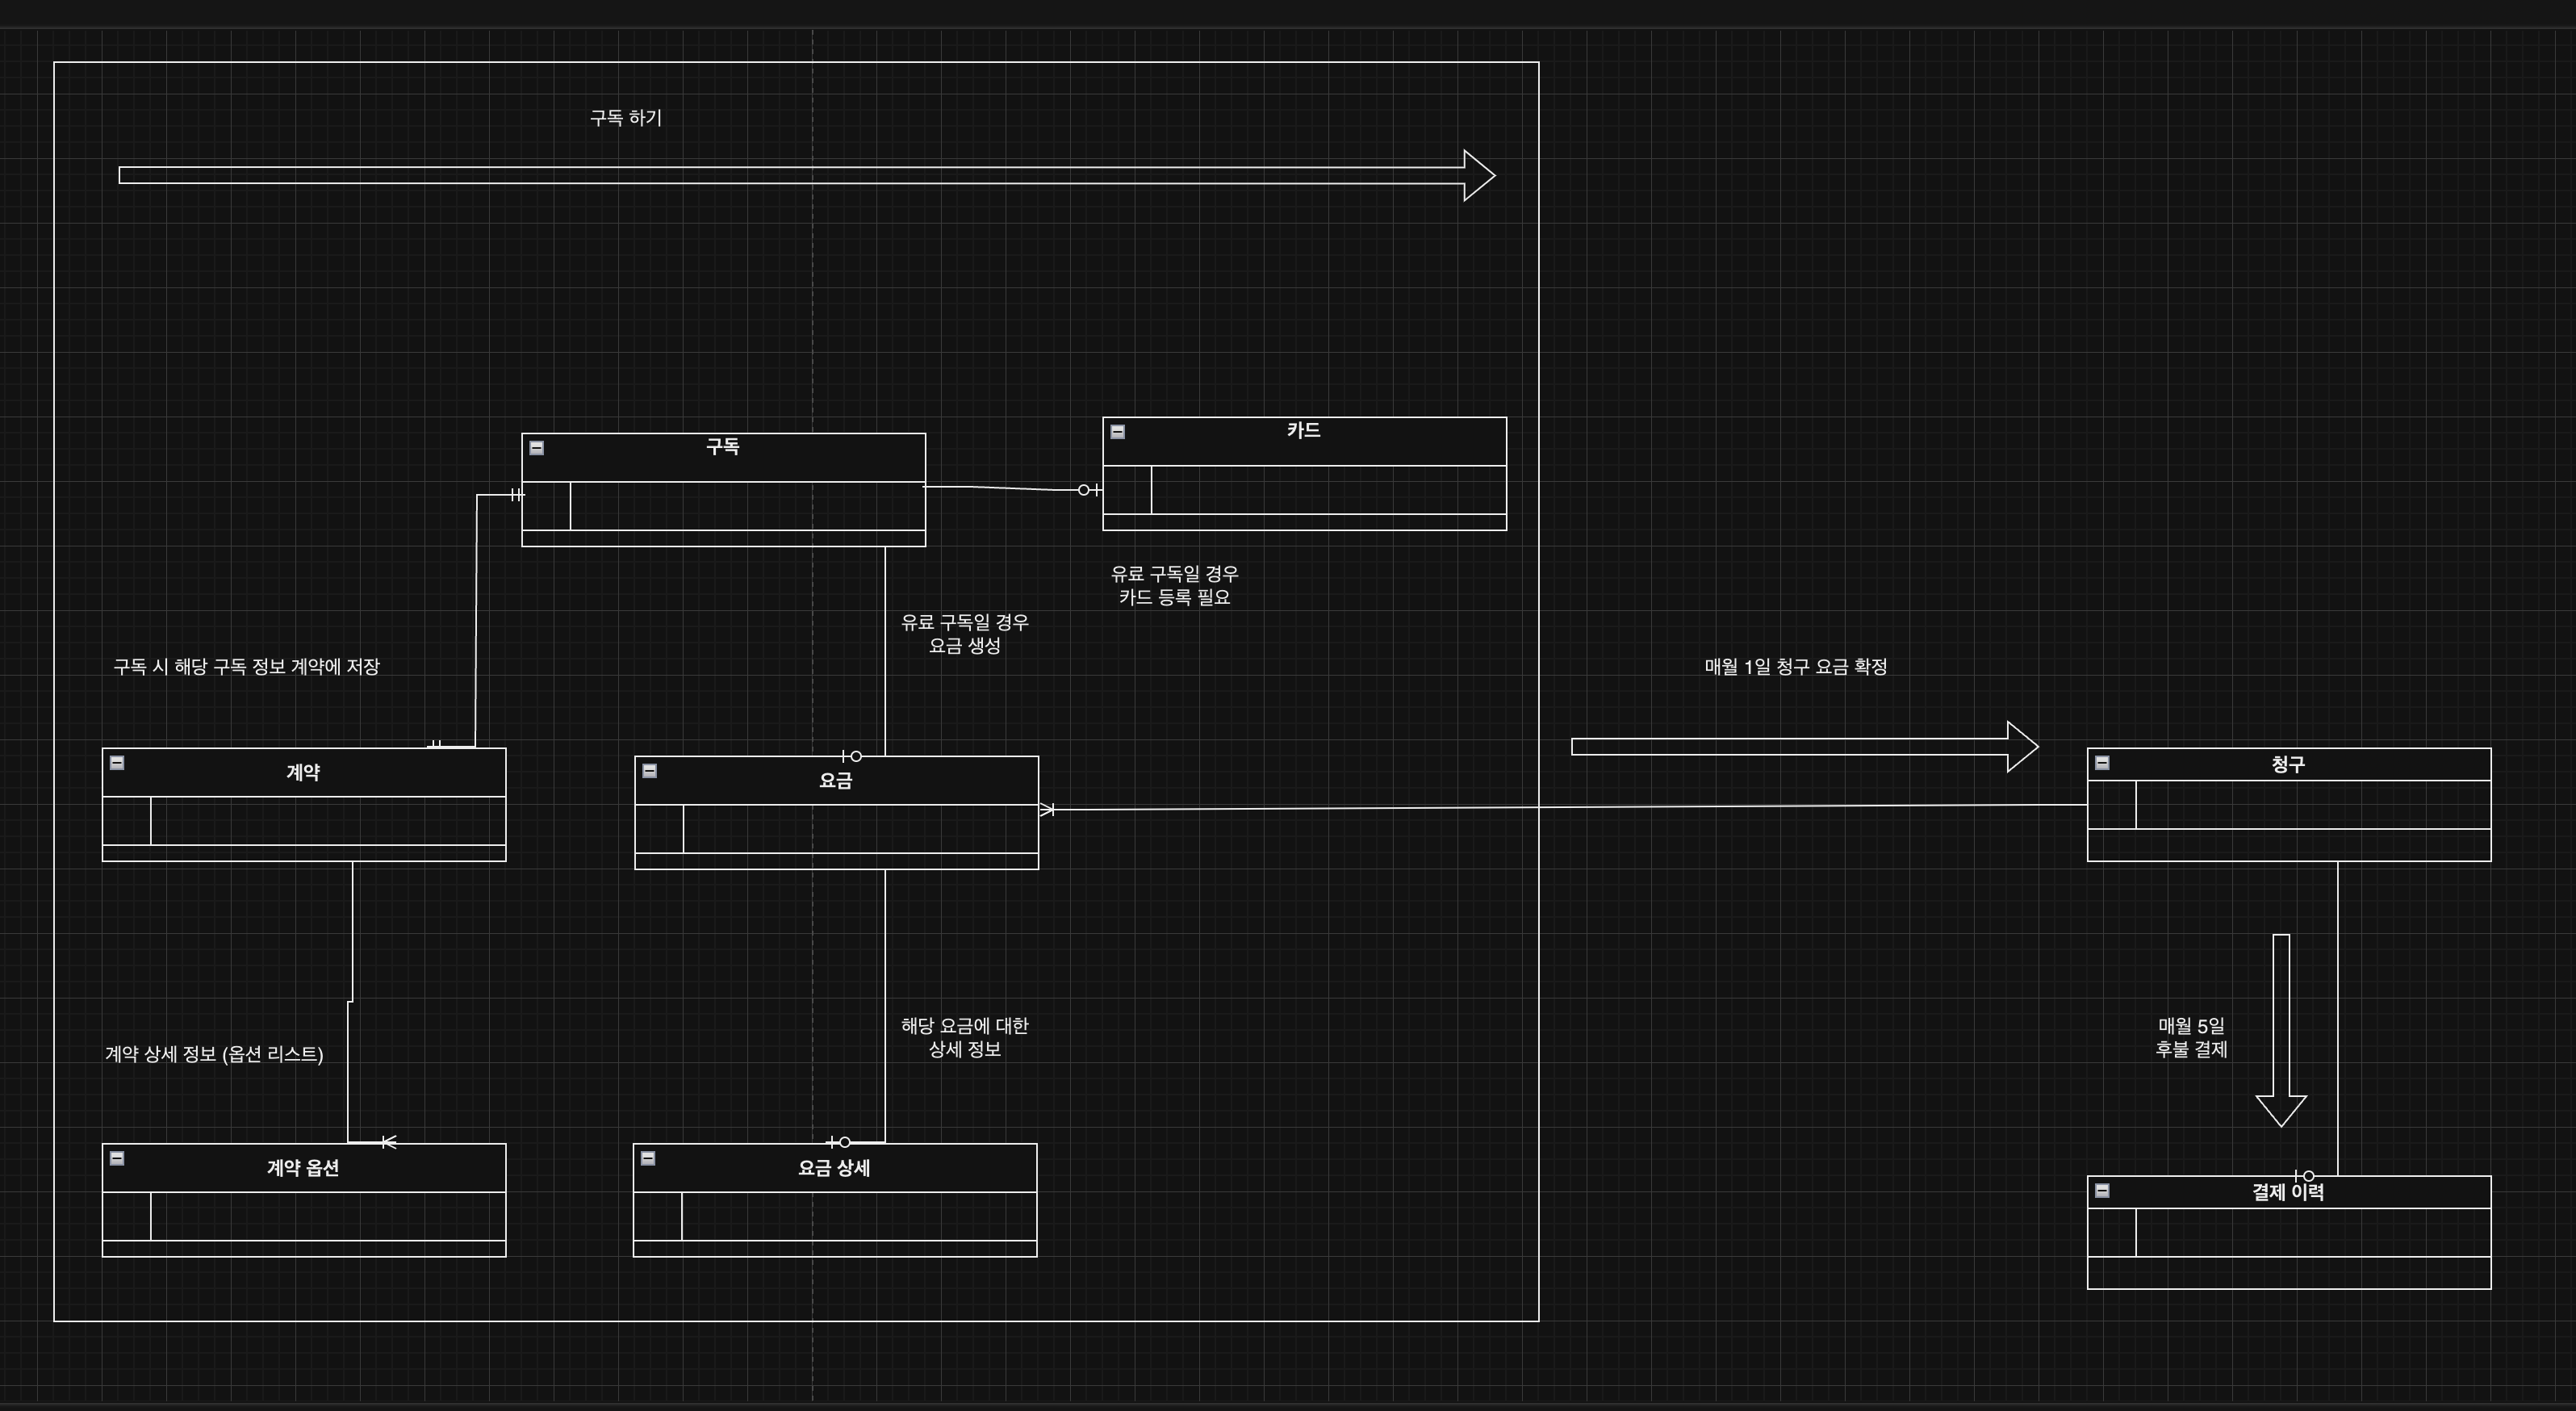 구독 하기
구독
카드
유료 구독일 경우
카드 등록 필요
유료 구독일 경우
요금 생성
구독 시 해당 구독 정보 계약에 저장
매월 1일 청구 요금 확정
계약
요금
청구
계약 상세 정보 (옵션 리스트)
해당 요금에 대한
상세 정보
매월 5일
후불 결제
계약 옵션
요금 상세
결제 이력